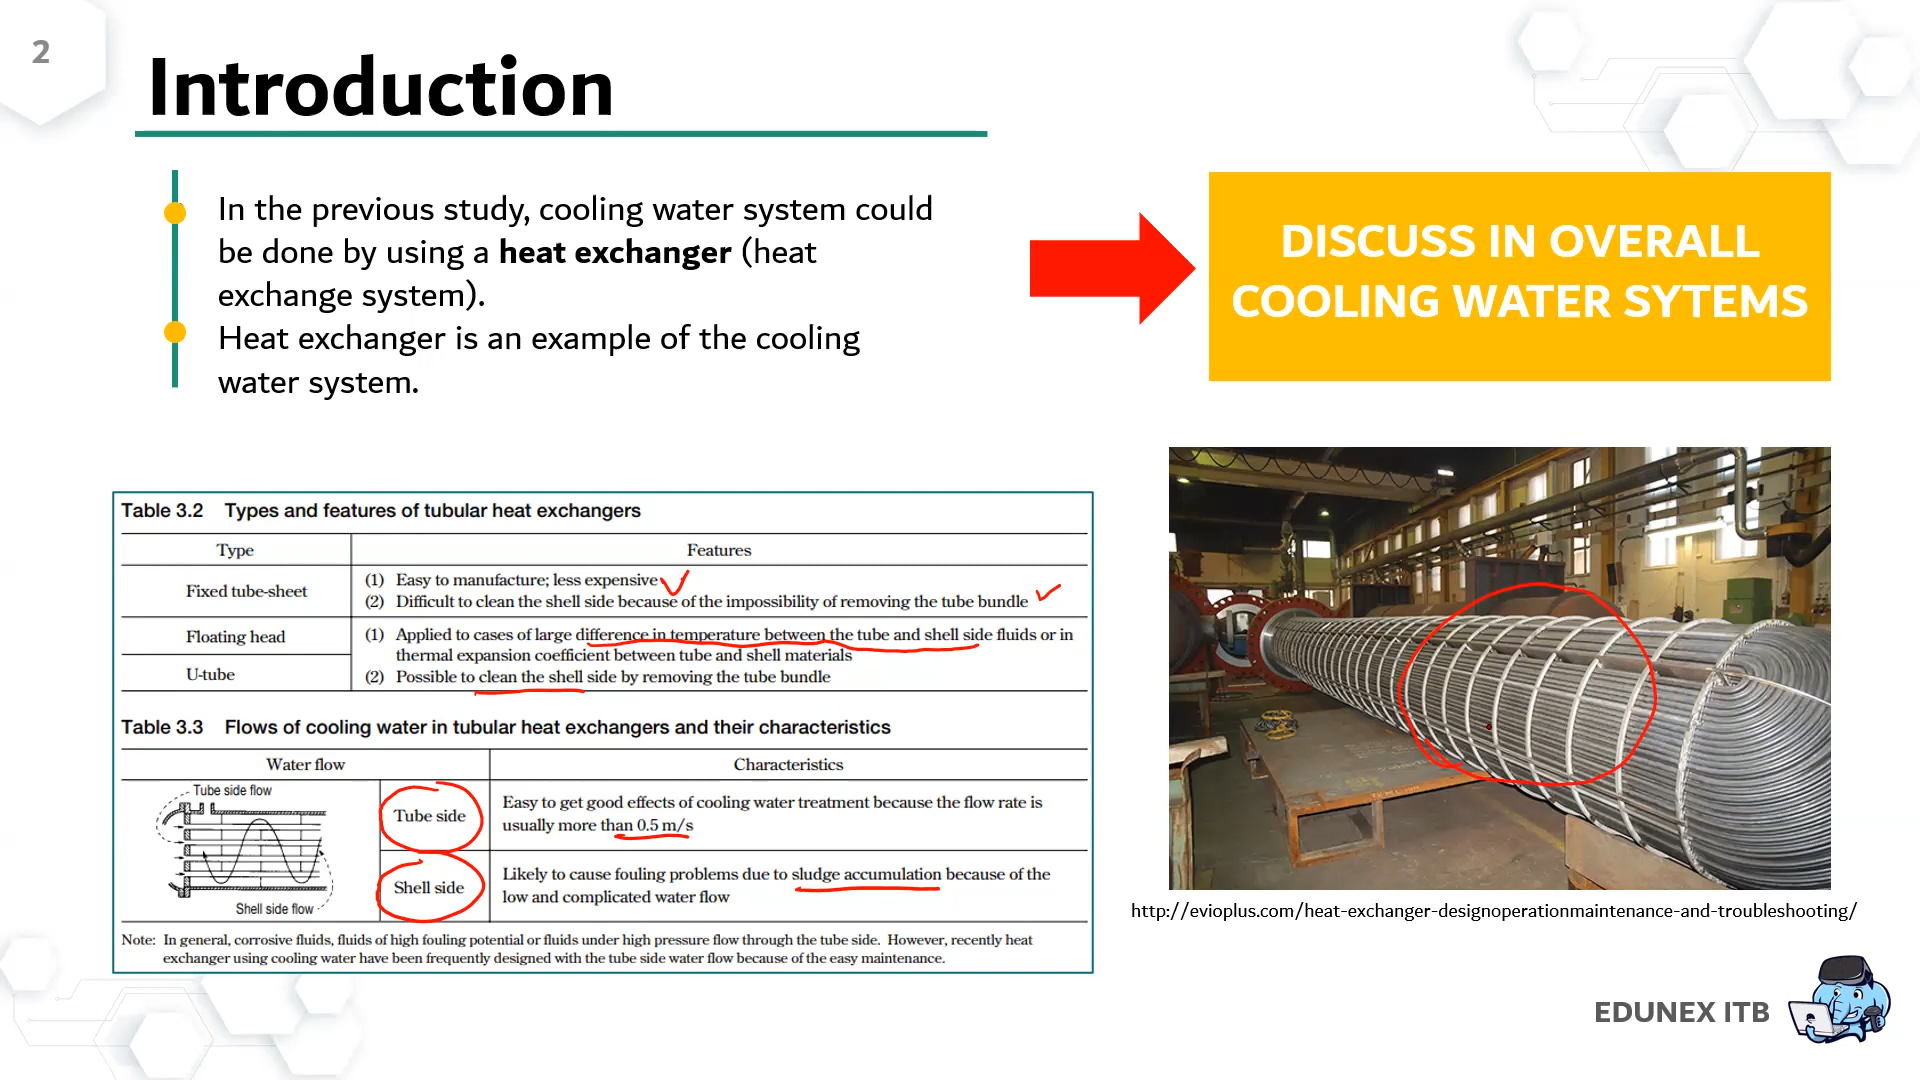 2
Introduction
In the previous study, cooling water system could
be done by using a heat exchanger (heat
exchange system).
Heat exchanger is an example of the cooling
water system.
DISCUSS IN OVERALL
COOLING WATER SYTEMS
Table 3.2 Types and features of tubular heat exchangers
Type Features
Fixed tube-sheet
(1) Easy to manufacture; less expensive
(2) Difficult to clean the shell side because of the impossibility of removing the tube bundle
Floating head
U-tube
(1) Applied to cases of large difference in temperature between the tube and shell side fluids or in
thermal expansion coefficient between tube and shell materials
(2) Possible to clean the shell side by removing the tube bundle
Table 3.3 Flows of cooling water in tubular heat exchangers and their characteristics
Water flow Characteristics
Tube side flow
Shell side flow
Tube side
Easy to get good effects of cooling water treatment because the flow rate is
usually more than 0.5 m/s
Shell side
Likely to cause fouling problems due to sludge accumulation because of the
low and complicated water flow
Note: In general, corrosive fluids, fluids of high fouling potential or fluids under high pressure flow through the tube side. However, recently heat
exchanger using cooling water have been frequently designed with the tube side water flow because of the easy maintenance.
http://evioplus.com/heat-exchanger-designoperationmaintenance-and-troubleshooting/
EDUNEX ITB